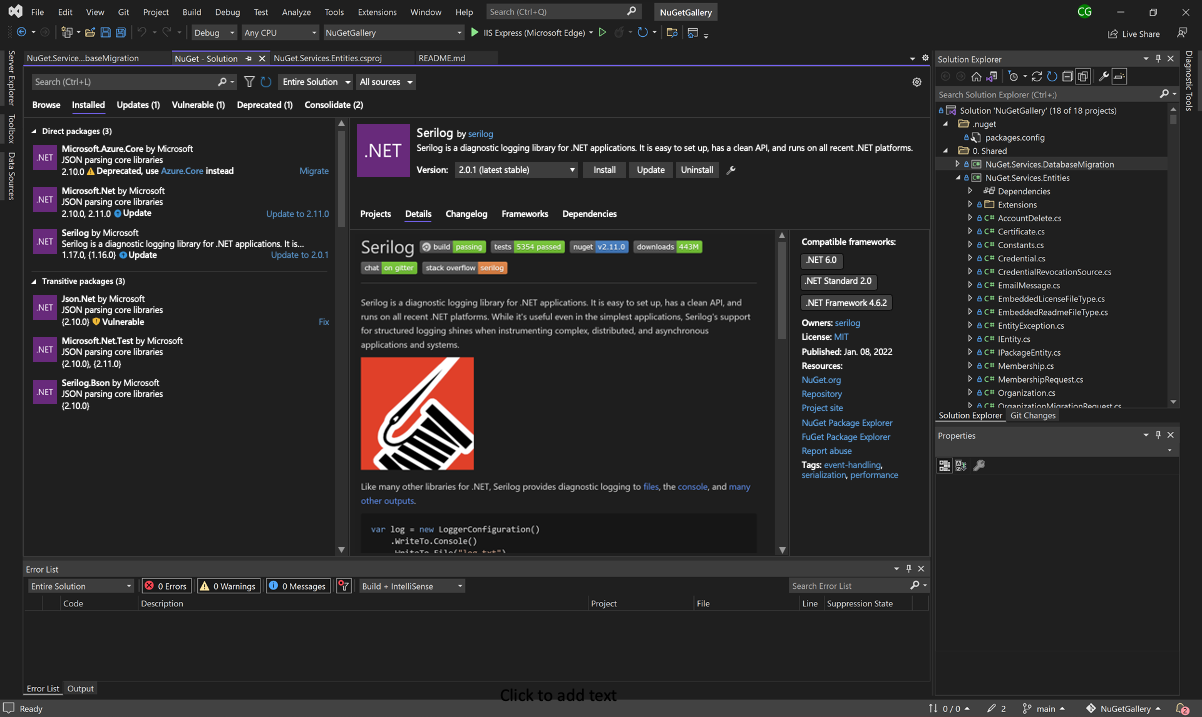 File Edit View Git Project Build Debug Test Analyze Tools Extensions Window Help Search (Ctrl+Q) NuGetGallery CG
Debug Any CPU NuGetGallery IIS Express (Microsoft Edge) Live Share
Server Explorer
Toolbox
Data Sources
NuGet.Service....baseMigration NuGet - Solution NuGet.Services.Entities.csproj README.md
Search (Ctrl+L) Entire Solution All sources
Browse Installed Updates (1) Vulnerable (1) Deprecated (1) Consolidate (2)
Direct packages (3)
.NET
Microsoft.Azure.Core by Microsoft
JSON parsing core libraries
2.10.0 Deprecated, use Azure.Core instead Migrate
.NET
Microsoft.Net by Microsoft
JSON parsing core libraries
2.10.0, 2.11.0 Update Update to 2.11.0
.NET
Serilog by Microsoft
Serilog is a diagnostic logging library for .NET applications. It is...
1.17.0, {1.16.0} Update Update to 2.0.1
Transitive packages (3)
.NET
Json.Net by Microsoft
JSON parsing core libraries
{2.10.0} Vulnerable Fix
.NET
Microsoft.Net.Test by Microsoft
JSON parsing core libraries
{2.10.0}, {2.11.0}
.NET
Serilog.Bson by Microsoft
JSON parsing core libraries
{2.10.0}
.NET
Serilog by serilog
Serilog is a diagnostic logging library for .NET applications. It is easy to set up, has a clean API, and runs on all recent .NET platforms.
Version: 2.0.1 (latest stable) Install Update Uninstall
Projects Details Changelog Frameworks Dependencies
Serilog build passing tests 5354 passed nuget v2.11.0 downloads 443M
chat on gitter stack overflow serilog
Serilog is a diagnostic logging library for .NET applications. It is easy to set up, has a clean API, and
runs on all recent .NET platforms. While it's useful even in the simplest applications, Serilog's support
for structured logging shines when instrumenting complex, distributed, and asynchronous
applications and systems.
Like many other libraries for .NET, Serilog provides diagnostic logging to files, the console, and many
other outputs.
var log = new LoggerConfiguration()
.WriteTo.Console()
.WriteTo.File("log.txt")
Compatible frameworks:
.NET 6.0
.NET Standard 2.0
.NET Framework 4.6.2
Owners: serilog
License: MIT
Published: Jan. 08, 2022
Resources:
NuGet.org
Repository
Project site
NuGet Package Explorer
FuGet Package Explorer
Report abuse
Tags: event-handling,
serialization, performance
Solution Explorer
Search Solution Explorer (Ctrl+;)
Solution 'NuGetGallery' (18 of 18 projects)
.nuget
packages.config
0. Shared
NuGet.Services.DatabaseMigration
NuGet.Services.Entities
Dependencies
Extensions
C# AccountDelete.cs
C# Certificate.cs
C# Constants.cs
C# Credential.cs
C# CredentialRevocationSource.cs
C# EmailMessage.cs
C# EmbeddedLicenseFileType.cs
C# EmbeddedReadmeFileType.cs
C# EntityException.cs
C# IEntity.cs
C# IPackageEntity.cs
C# Membership.cs
C# MembershipRequest.cs
C# Organization.cs
C# OrganizationMigrationRequest.cs
Solution Explorer Git Changes
Properties
Diagnostic Tools
Error List
Entire Solution 0 Errors 0 Warnings 0 Messages Build + IntelliSense Search Error List
Code Description Project File Line Suppression State
Error List Output
Click to add text
Ready 0 / 0 2 main NuGetGallery 2